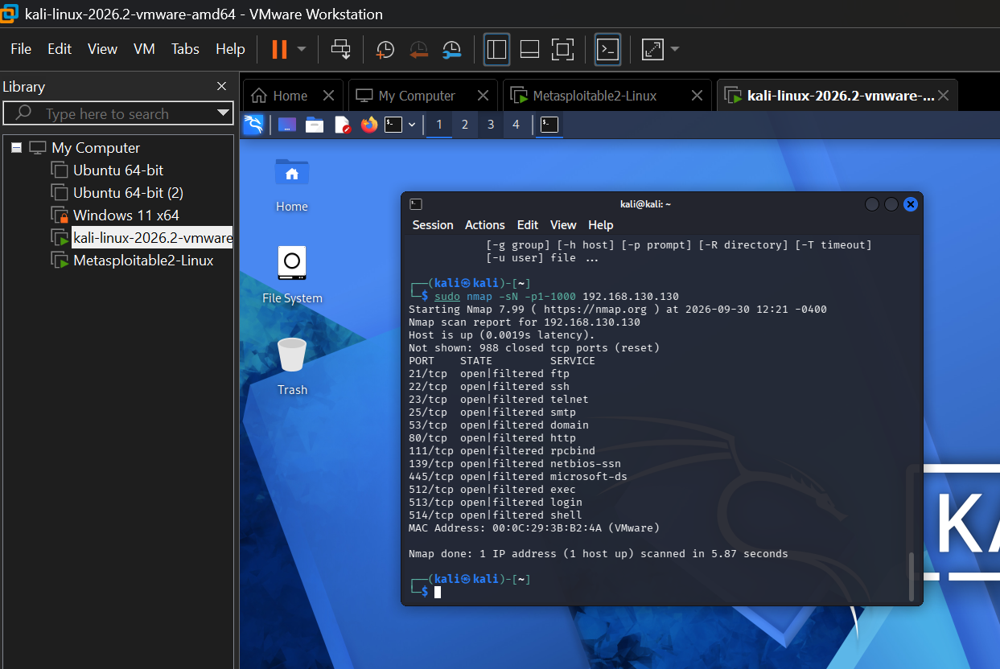 kali-linux-2026.2-vmware-amd64 - VMware Workstation
File Edit View VM Tabs Help
Library
Type here to search
My Computer
Ubuntu 64-bit
Ubuntu 64-bit (2)
Windows 11 x64
kali-linux-2026.2-vmware
Metasploitable2-Linux
Home
My Computer
Metasploitable2-Linux
kali-linux-2026.2-vmware-...
1 2 3 4
Home
File System
Trash
kali@kali: ~
Session Actions Edit View Help
[-g group] [-h host] [-p prompt] [-R directory] [-T timeout]
[-u user] file ...
┌──(kali㉿kali)-[~]
└─$ sudo nmap -sN -p1-1000 192.168.130.130
Starting Nmap 7.99 ( https://nmap.org ) at 2026-09-30 12:21 -0400
Nmap scan report for 192.168.130.130
Host is up (0.0019s latency).
Not shown: 988 closed tcp ports (reset)
PORT    STATE         SERVICE
21/tcp  open|filtered ftp
22/tcp  open|filtered ssh
23/tcp  open|filtered telnet
25/tcp  open|filtered smtp
53/tcp  open|filtered domain
80/tcp  open|filtered http
111/tcp open|filtered rpcbind
139/tcp open|filtered netbios-ssn
445/tcp open|filtered microsoft-ds
512/tcp open|filtered exec
513/tcp open|filtered login
514/tcp open|filtered shell
MAC Address: 00:0C:29:3B:B2:4A (VMware)
Nmap done: 1 IP address (1 host up) scanned in 5.87 seconds
┌──(kali㉿kali)-[~]
└─$
KA